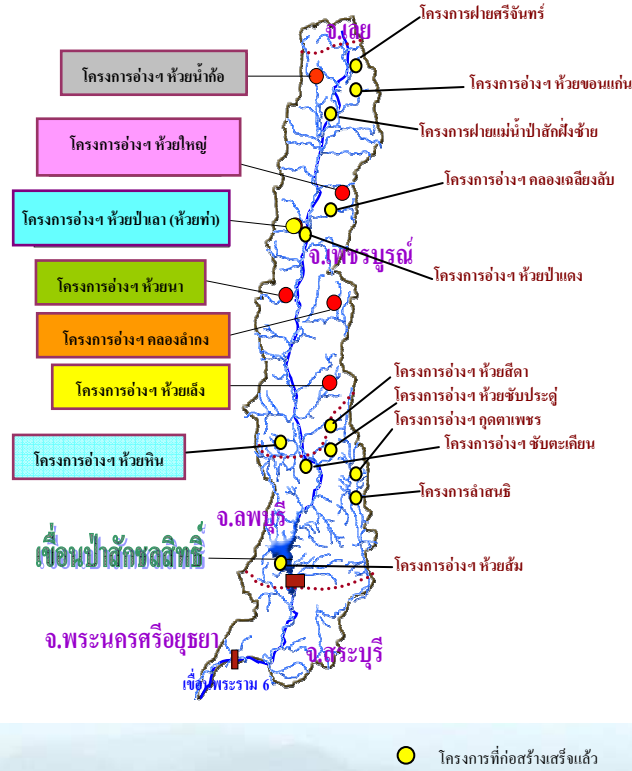 โครงการฝายศรีจันทร์
จ.เลย
โครงการอ่างฯ ห้วยน้ำก้อ
โครงการอ่างฯ ห้วยขอนแก่น
โครงการฝายแม่น้ำป่าสักฝั่งซ้าย
โครงการอ่างฯ ห้วยใหญ่
โครงการอ่างฯ คลองเฉลียงลับ
โครงการอ่างฯ ห้วยป่าเลา (ห้วยท่า)
จ.เพชรบูรณ์
โครงการอ่างฯ ห้วยป่าแดง
โครงการอ่างฯ ห้วยนา
โครงการอ่างฯ คลองลำกง
โครงการอ่างฯ ห้วยเล็ง
โครงการอ่างฯ ห้วยสีดา
โครงการอ่างฯ ห้วยซับประดู่
โครงการอ่างฯ กุดตาเพชร
โครงการอ่างฯ ซับตะเคียน
โครงการอ่างฯ ห้วยหิน
โครงการลำสนธิ
จ.ลพบุรี
เขื่อนป่าสักชลสิทธิ์
โครงการอ่างฯ ห้วยส้ม
จ.พระนครศรีอยุธยา
จ.สระบุรี
เขื่อนพระราม 6
โครงการที่ก่อสร้างเสร็จแล้ว